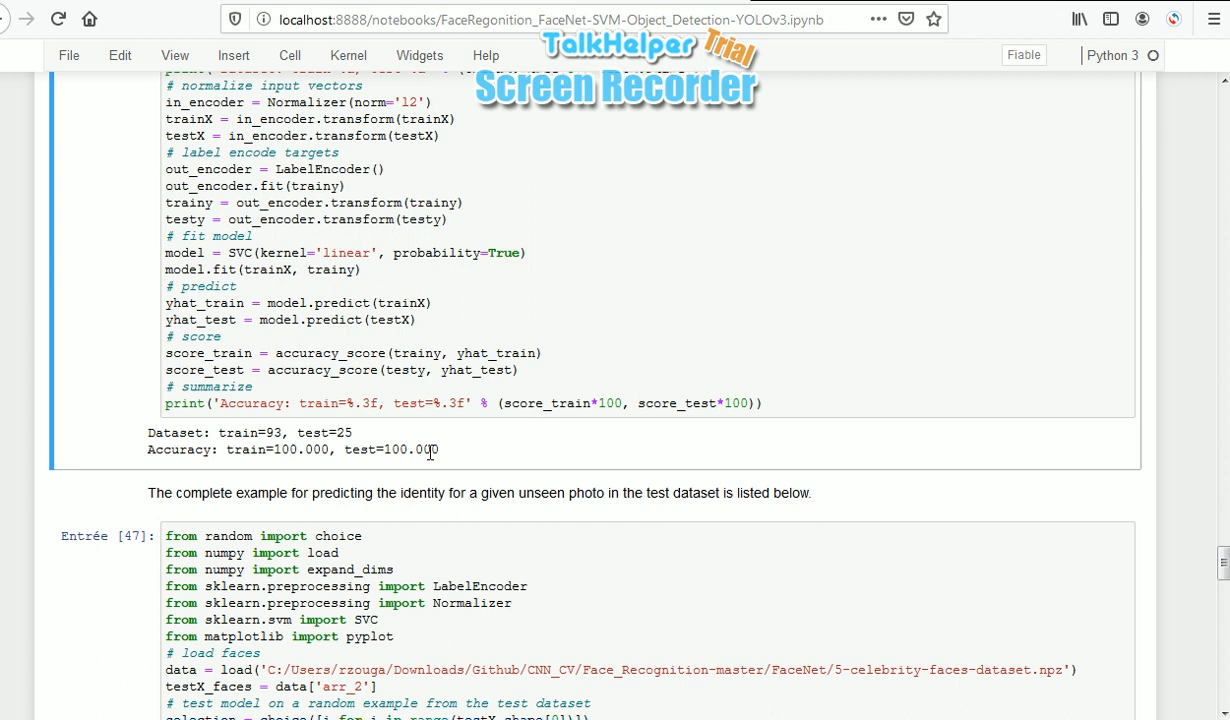 localhost:8888/notebooks/FaceRegonition_FaceNet-SVM-Object_Detection-YOLOv3.ipynb
File Edit View Insert Cell Kernel Widgets Help Fiable Python 3
TalkHelper Trial
Screen Recorder
# normalize input vectors
in_encoder = Normalizer(norm='l2')
trainX = in_encoder.transform(trainX)
testX = in_encoder.transform(testX)
# label encode targets
out_encoder = LabelEncoder()
out_encoder.fit(trainy)
trainy = out_encoder.transform(trainy)
testy = out_encoder.transform(testy)
# fit model
model = SVC(kernel='linear', probability=True)
model.fit(trainX, trainy)
# predict
yhat_train = model.predict(trainX)
yhat_test = model.predict(testX)
# score
score_train = accuracy_score(trainy, yhat_train)
score_test = accuracy_score(testy, yhat_test)
# summarize
print('Accuracy: train=%.3f, test=%.3f' % (score_train*100, score_test*100))
Dataset: train=93, test=25
Accuracy: train=100.000, test=100.000
The complete example for predicting the identity for a given unseen photo in the test dataset is listed below.
Entrée [47]:
from random import choice
from numpy import load
from numpy import expand_dims
from sklearn.preprocessing import LabelEncoder
from sklearn.preprocessing import Normalizer
from sklearn.svm import SVC
from matplotlib import pyplot
# load faces
data = load('C:/Users/rzouga/Downloads/Github/CNN_CV/Face_Recognition-master/FaceNet/5-celebrity-faces-dataset.npz')
testX_faces = data['arr_2']
# test model on a random example from the test dataset
selection = choice([i for i in range(testX.shape[0])])